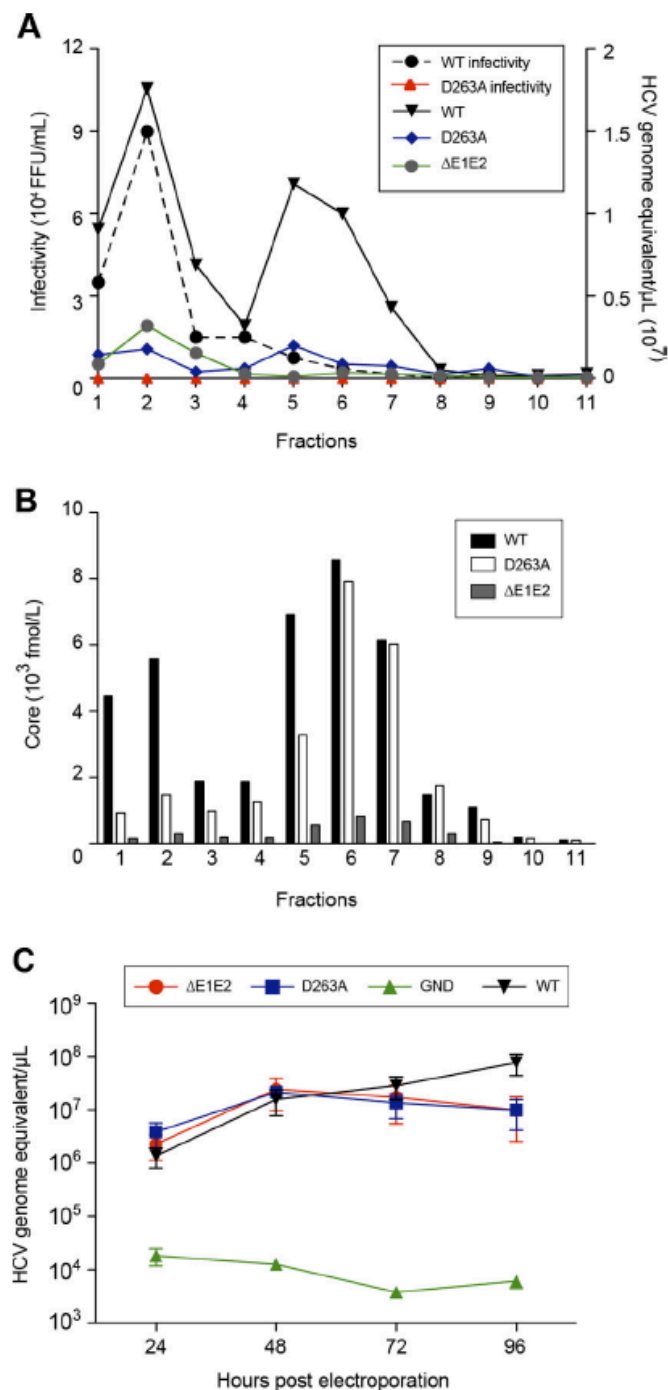 A
12
9
6
3
0
Infectivity (10⁴ FFU/mL)
WT infectivity
D263A infectivity
WT
D263A
ΔE1E2
2
1.5
1
0.5
0
HCV genome equivalent/µL (10⁷)
1 2 3 4 5 6 7 8 9 10 11
Fractions
B
10
8
6
4
2
0
Core (10³ fmol/L)
WT
D263A
ΔE1E2
1 2 3 4 5 6 7 8 9 10 11
Fractions
C
ΔE1E2 D263A GND WT
10⁹
10⁸
10⁷
10⁶
10⁵
10⁴
10³
HCV genome equivalent/µL
24 48 72 96
Hours post electroporation